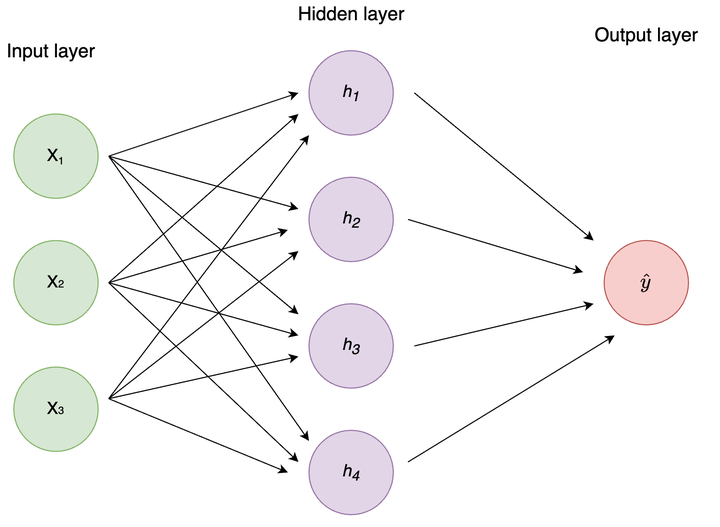 Hidden layer
Output layer
Input layer
X₁
X₂
X₃
h₁
h₂
h₃
h₄
ŷ